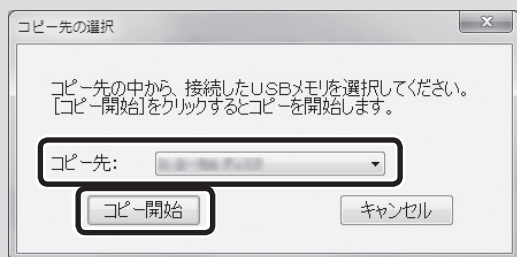 コピー先の選択
コピー先の中から、接続したUSBメモリを選択してください。
[コピー開始]をクリックするとコピーを開始します。
コピー先:
コピー開始 キャンセル